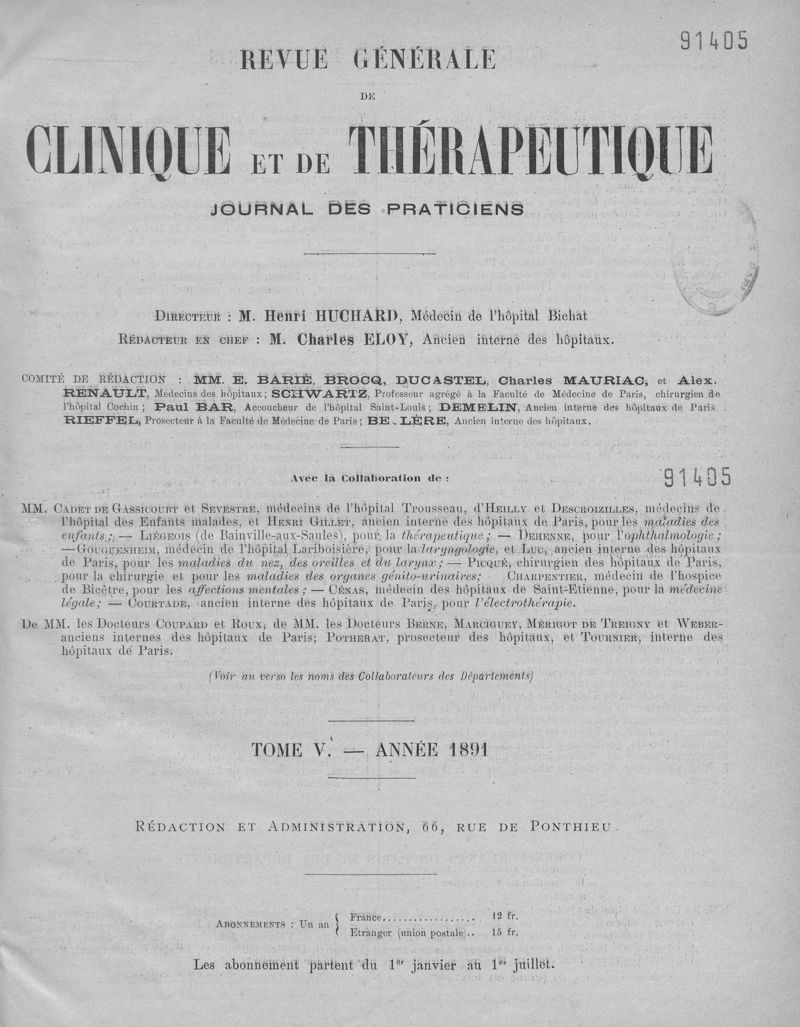 91405
REVUE GÉNÉRALE
DE
CLINIQUE ET DE THÉRAPEUTIQUE
JOURNAL DES PRATICIENS
DIRECTEUR : M. Henri HUCHARD, Médecin de l'hôpital Bichat
RÉDACTEUR EN CHEF : M. Charles ELOY, Ancien interne des hôpitaux.
COMITÉ DE RÉDACTION : MM. E. BARIÉ, BROCQ, DUCASTEL, Charles MAURIAC, et Alex.
RENAULT, Medecins des hôpitaux; SCHWARTZ, Professeur agrégé à la Faculté de Médecine de Paris, chirurgien de
l'hôpital Cochin; Paul BAR, Accoucheur de l'hôpital Saint-Louis; DEMELIN, Ancien interne des hôpitaux de Paris.
RIEFFEL, Prosecteur à la Faculté de Médecine de Paris; BE LÈRE, Ancien interne des hôpitaux.
Avec la Collaboration de :
91405
MM. CADET DE GASSICOURT et SEVESTRE, médecins de l'hôpital Trousseau, d'HEILLY et DESCROIZILLES, médecins de
l'hôpital des Enfants malades, et HENRI GILLET, ancien interne des hôpitaux de Paris, pour les maladies des
enfants; — LIÉGEOIS (de Bainville-aux-Saules), pour la thérapeutique; — DEHENNE, pour l'ophthalmologie;
— GOUGUENHEIM, médecin de l'hôpital Lariboisière, pour la laryngologie, et LUC, ancien interne des hôpitaux
de Paris, pour les maladies du nez, des oreilles et du larynx; — PICQUÉ, chirurgien des hôpitaux de Paris,
pour la chirurgie et pour les maladies des organes génito-urinaires; CHARPENTIER, médecin de l'hospice
de Bicêtre, pour les affections mentales; — CÉNAS, médecin des hôpitaux de Saint-Etienne, pour la médecine
légale; — COURTADE, ancien interne des hôpitaux de Paris, pour l'électrothérapie.
De MM. les Docteurs COUPARD et ROUX, de MM. les Docteurs BERNE, MARCIGUEY, MÉRIGOT DE TREIGNY et WEBER-
anciens internes des hôpitaux de Paris; POTHERAT, prosecteur des hôpitaux, et TOURNIER, interne des
hôpitaux de Paris.
(Voir au verso les noms des Collaborateurs des Départements)
TOME V. — ANNÉE 1891
RÉDACTION ET ADMINISTRATION, 66, RUE DE PONTHIEU.
ABONNEMENTS : Un an { France.................. 12 fr.
Etranger (union postale).. 15 fr.
Les abonnement partent du 1er janvier au 1er juillet.